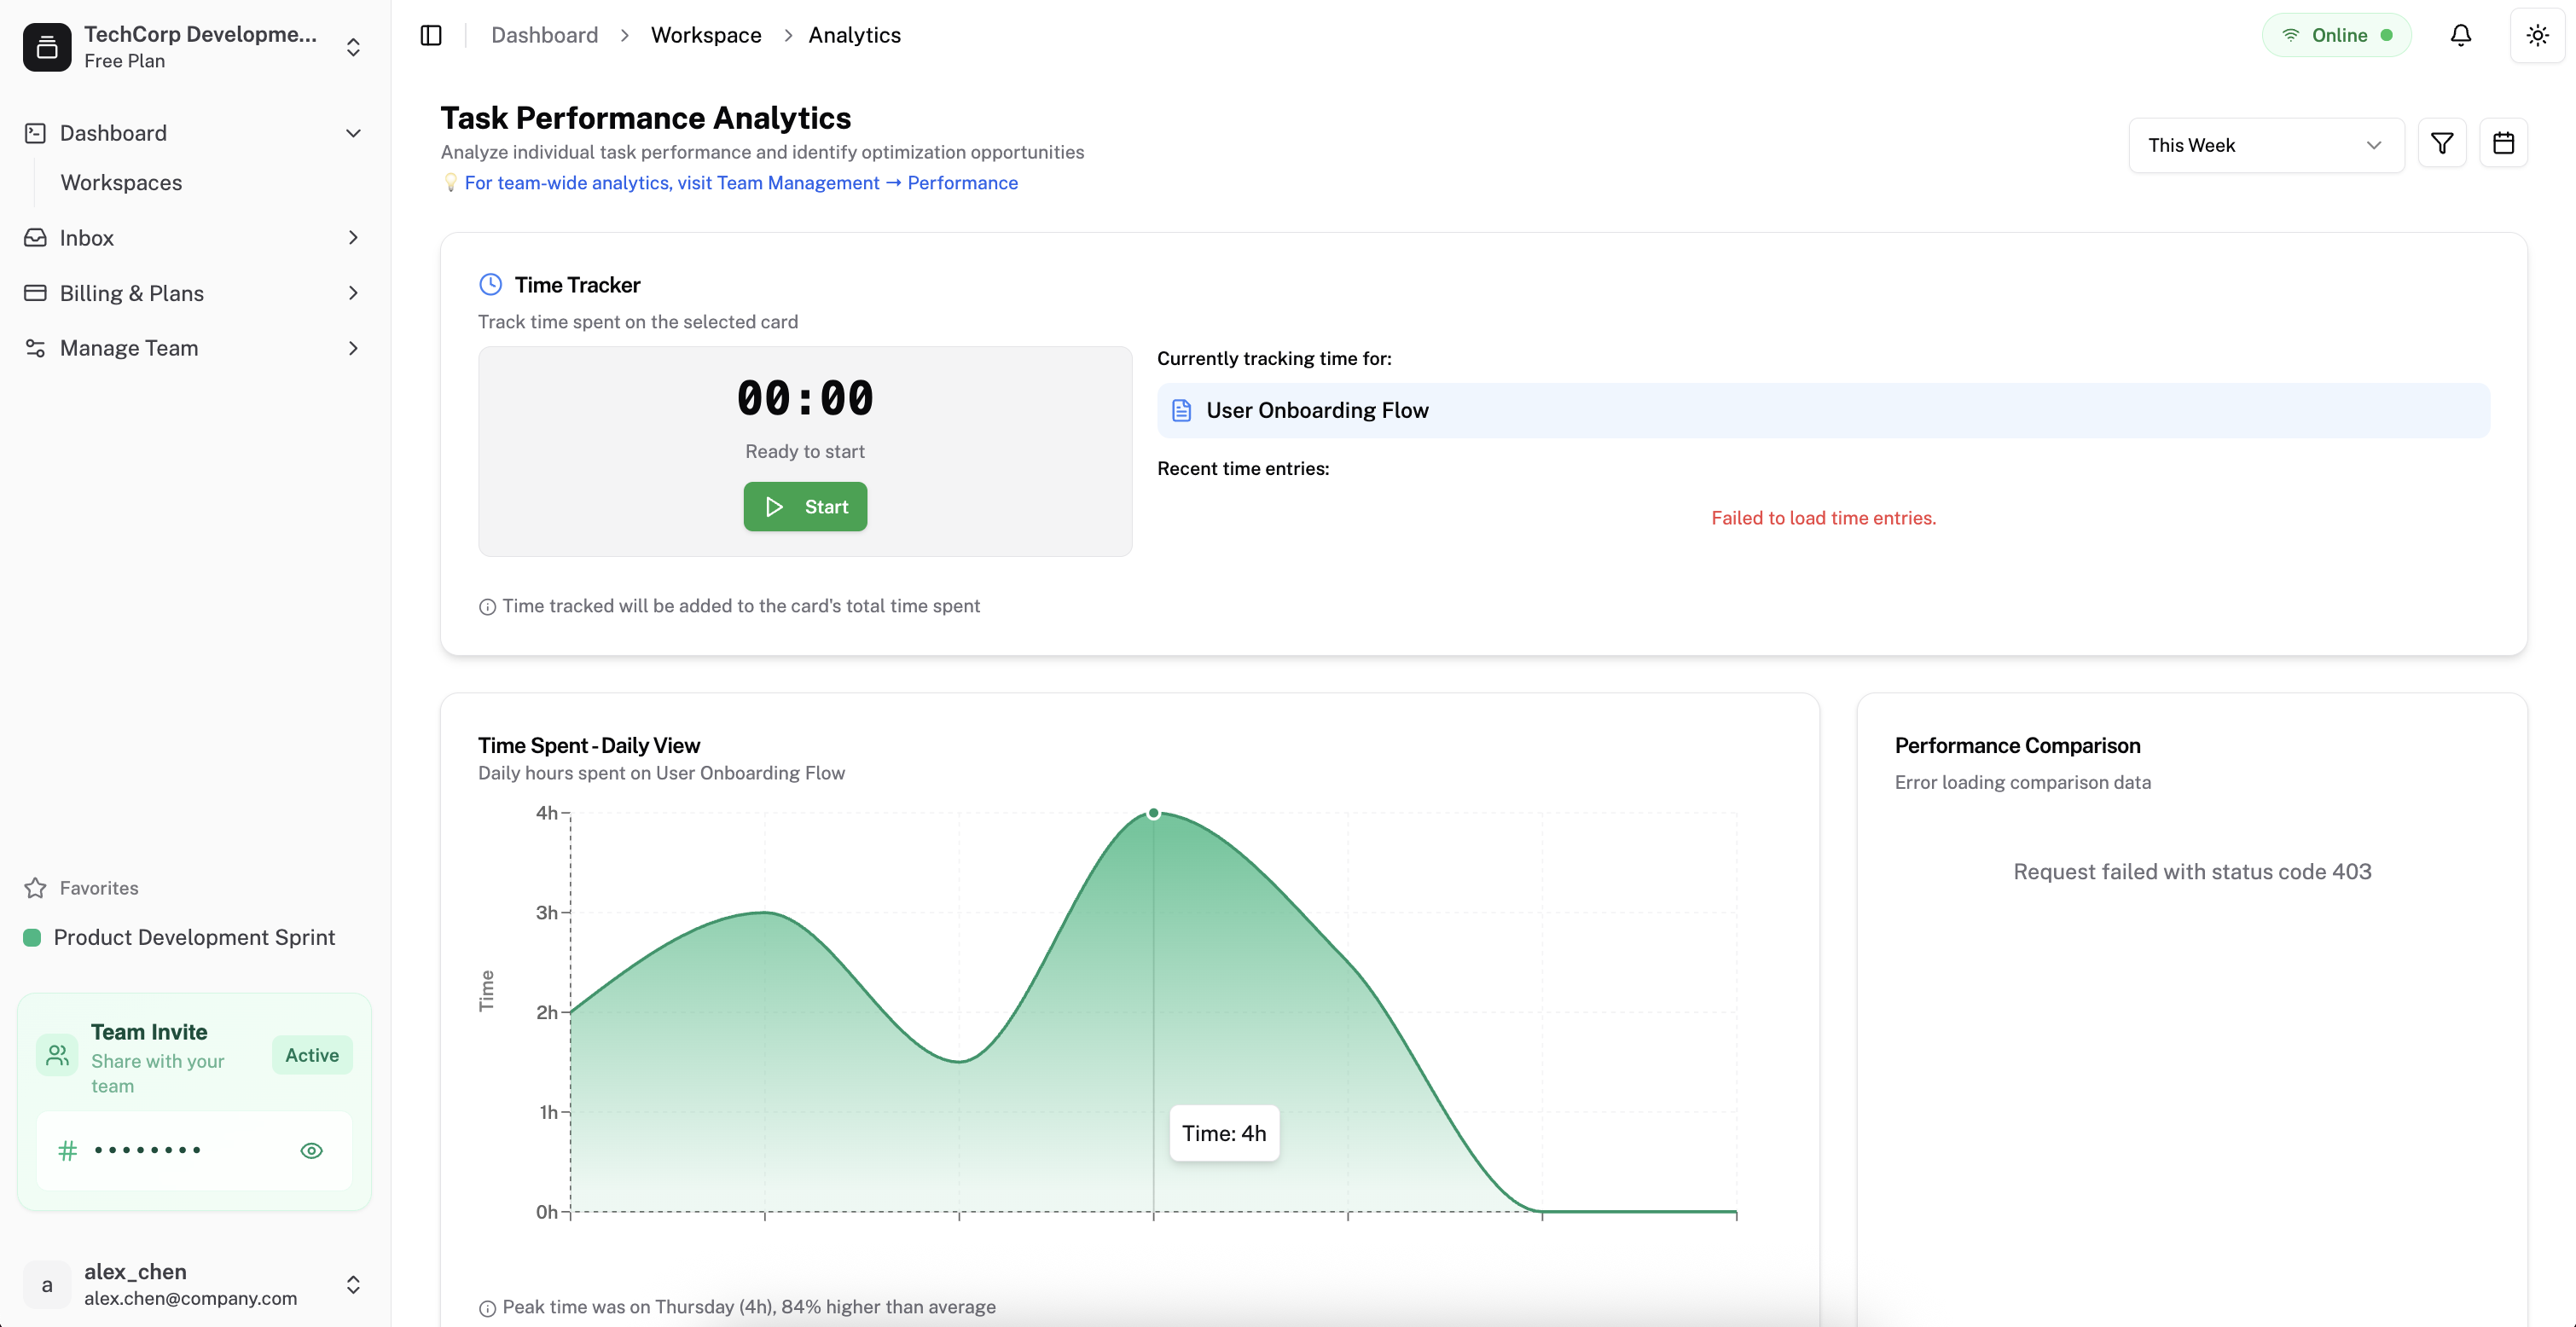 TechCorp Developme...
Free Plan
Dashboard
Workspaces
Inbox
Billing & Plans
Manage Team
Favorites
Product Development Sprint
Team Invite
Share with your
team
Active
# ••••••••
a
alex_chen
alex.chen@company.com
Dashboard > Workspace > Analytics
Online
Task Performance Analytics
Analyze individual task performance and identify optimization opportunities
💡 For team-wide analytics, visit Team Management → Performance
This Week
Time Tracker
Track time spent on the selected card
00:00
Ready to start
Start
Currently tracking time for:
User Onboarding Flow
Recent time entries:
Failed to load time entries.
Time tracked will be added to the card's total time spent
Time Spent - Daily View
Daily hours spent on User Onboarding Flow
4h
3h
2h
1h
0h
Time
Time: 4h
Peak time was on Thursday (4h), 84% higher than average
Performance Comparison
Error loading comparison data
Request failed with status code 403